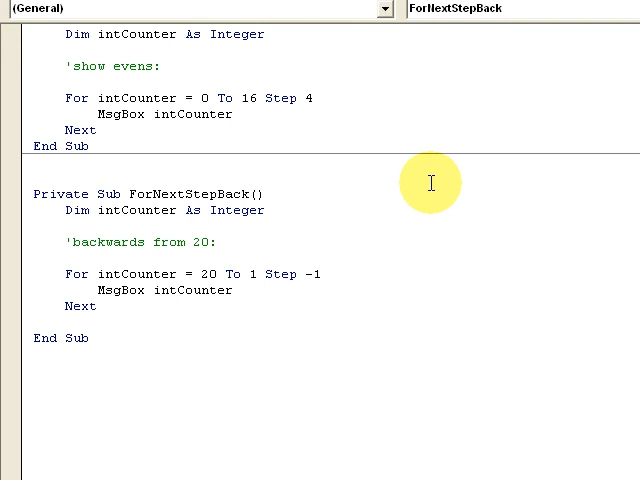 (General) ForNextStepBack
Dim intCounter As Integer
'show evens:
For intCounter = 0 To 16 Step 4
MsgBox intCounter
Next
End Sub
Private Sub ForNextStepBack()
Dim intCounter As Integer
'backwards from 20:
For intCounter = 20 To 1 Step -1
MsgBox intCounter
Next
End Sub